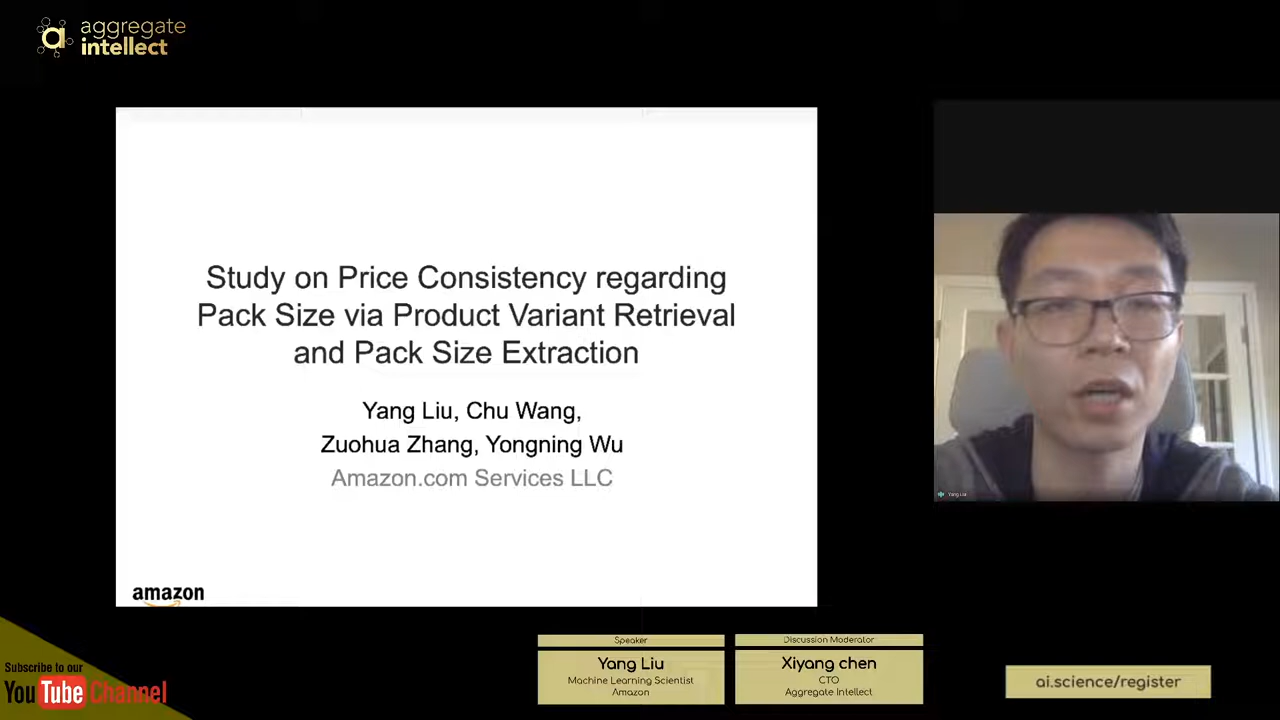 aggregate
intellect
Study on Price Consistency regarding
Pack Size via Product Variant Retrieval
and Pack Size Extraction
Yang Liu, Chu Wang,
Zuohua Zhang, Yongning Wu
Amazon.com Services LLC
amazon
Yang Liu
Subscribe to our
YouTube Channel
Speaker
Yang Liu
Machine Learning Scientist
Amazon
Discussion Moderator
Xiyang chen
CTO
Aggregate Intellect
ai.science/register